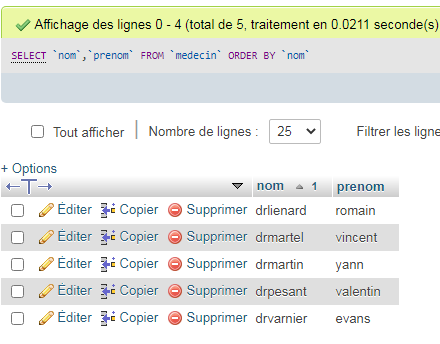 Affichage des lignes 0 - 4 (total de 5, traitement en 0.0211 seconde(s)
SELECT `nom`,`prenom` FROM `medecin` ORDER BY `nom`
Tout afficher | Nombre de lignes : 25 Filtrer les ligne
+ Options
←T→ nom 1 prenom
Éditer Copier Supprimer drlienard romain
Éditer Copier Supprimer drmartel vincent
Éditer Copier Supprimer drmartin yann
Éditer Copier Supprimer drpesant valentin
Éditer Copier Supprimer drvarnier evans